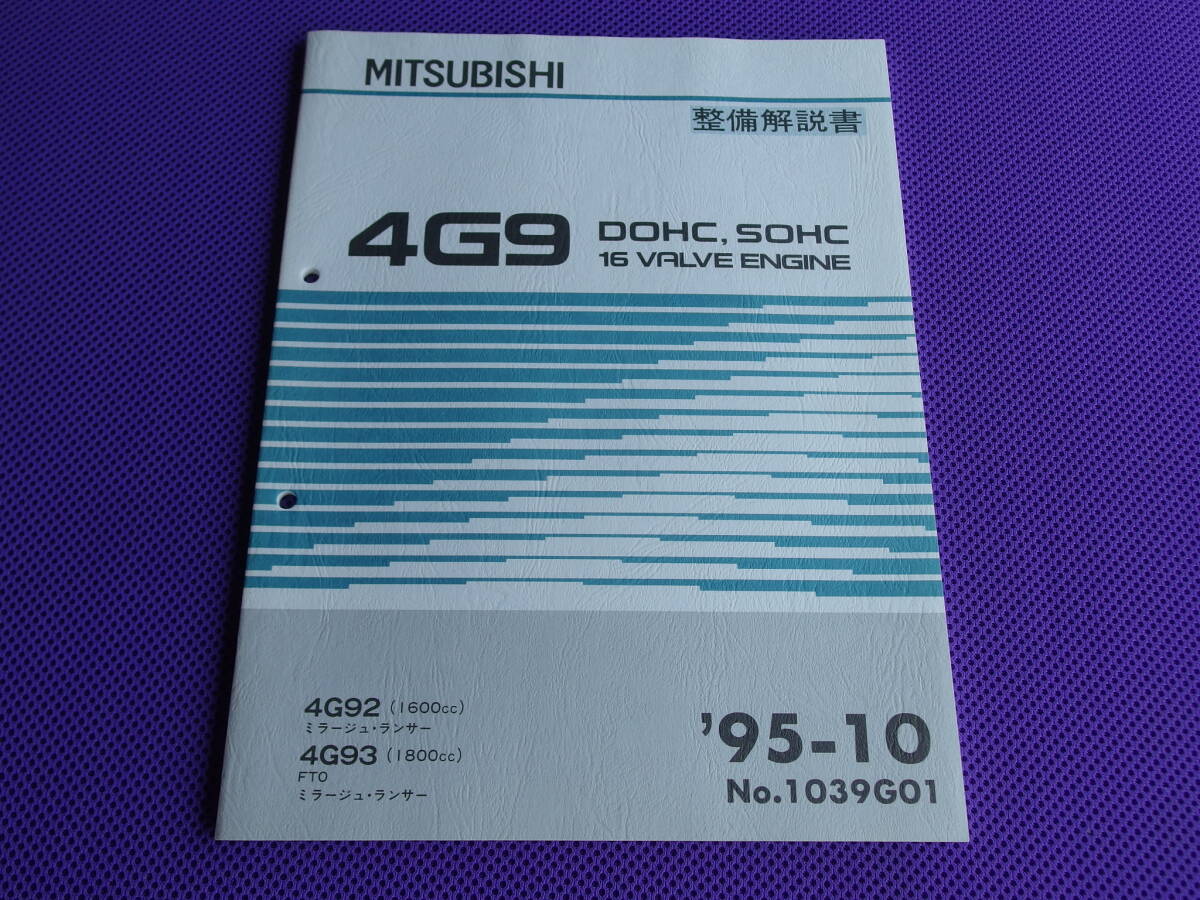 MITSUBISHI
整備解説書
4G9 DOHC, SOHC
16 VALVE ENGINE
4G92（1600cc）
ミラージュ・ランサー
4G93（1800cc）
FTO
ミラージュ・ランサー
'95-10
No.1039G01